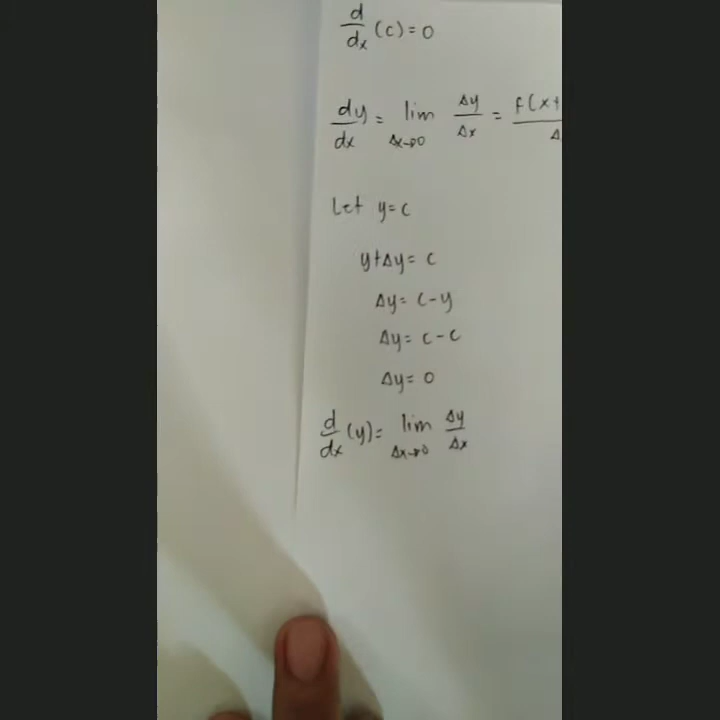 d/dx (c) = 0
dy/dx = lim Δx→0 Δy/Δx = f(x+
Let y=c
y+Δy= c
Δy= c-y
Δy= c-c
Δy= 0
d/dx (y)= lim Δx→0 Δy/Δx